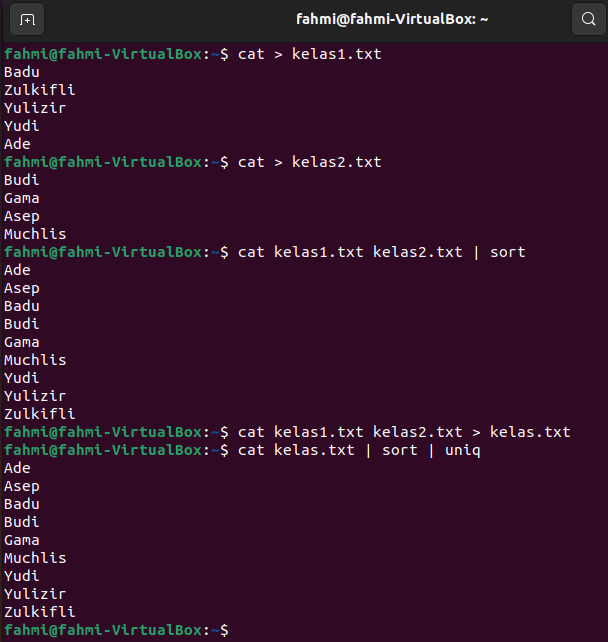 fahmi@fahmi-VirtualBox: ~
fahmi@fahmi-VirtualBox:~$ cat > kelas1.txt
Badu
Zulkifli
Yulizir
Yudi
Ade
fahmi@fahmi-VirtualBox:~$ cat > kelas2.txt
Budi
Gama
Asep
Muchlis
fahmi@fahmi-VirtualBox:~$ cat kelas1.txt kelas2.txt | sort
Ade
Asep
Badu
Budi
Gama
Muchlis
Yudi
Yulizir
Zulkifli
fahmi@fahmi-VirtualBox:~$ cat kelas1.txt kelas2.txt > kelas.txt
fahmi@fahmi-VirtualBox:~$ cat kelas.txt | sort | uniq
Ade
Asep
Badu
Budi
Gama
Muchlis
Yudi
Yulizir
Zulkifli
fahmi@fahmi-VirtualBox:~$